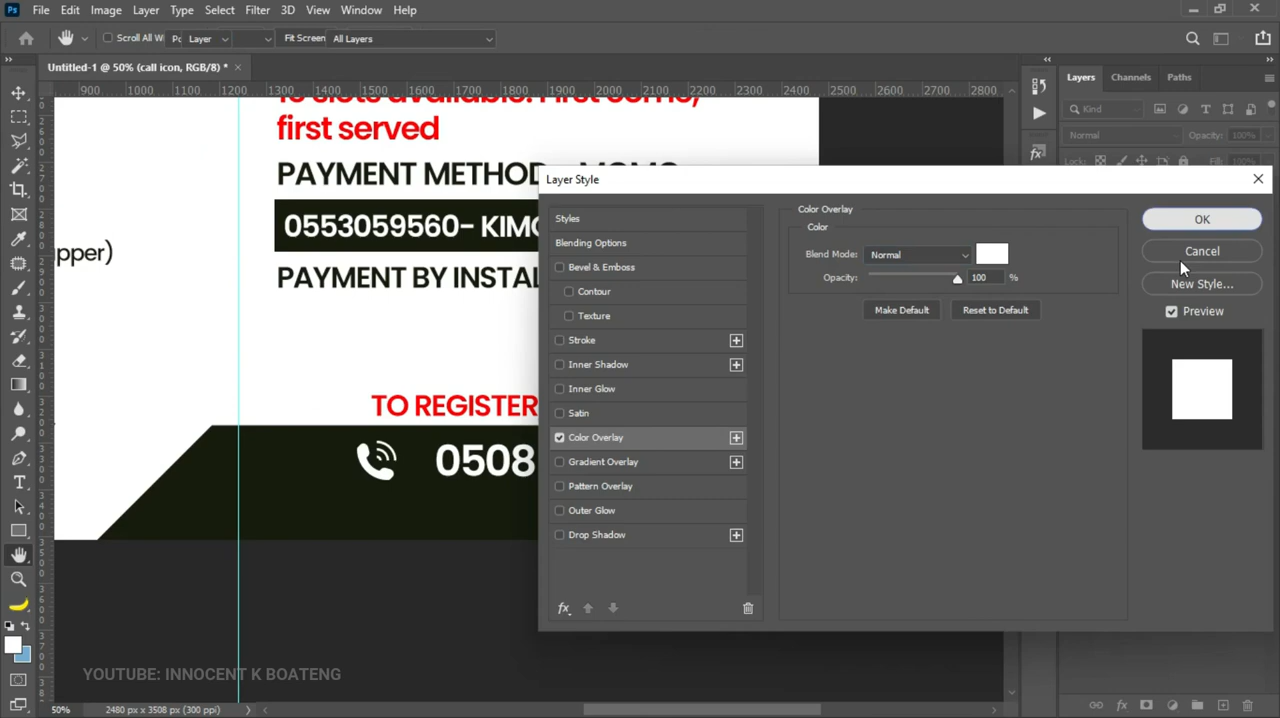 Ps File Edit Image Layer Type Select Filter 3D View Window Help
Scroll All W Layer Fit Screen All Layers
Untitled-1 @ 50% (call icon, RGB/8) * ×
900 1000 1100 1200 1300 1400 1500 1600 1700 1800 1900 2000 2100 2200 2300 2400 2500 2600 2700 2800
Layers Channels Paths
Kind
Normal Opacity: 100%
Lock: Fill: 100%
first served
PAYMENT METHOD
0553059560- KIMO
pper)
PAYMENT BY INSTAL
TO REGISTER
0508
Layer Style
Styles
Blending Options
Bevel & Emboss
Contour
Texture
Stroke
Inner Shadow
Inner Glow
Satin
Color Overlay
Gradient Overlay
Pattern Overlay
Outer Glow
Drop Shadow
fx
Color Overlay
Color
Blend Mode: Normal
Opacity: 100 %
Make Default Reset to Default
OK
Cancel
New Style...
Preview
YOUTUBE: INNOCENT K BOATENG
50% 2480 px x 3508 px (300 ppi)